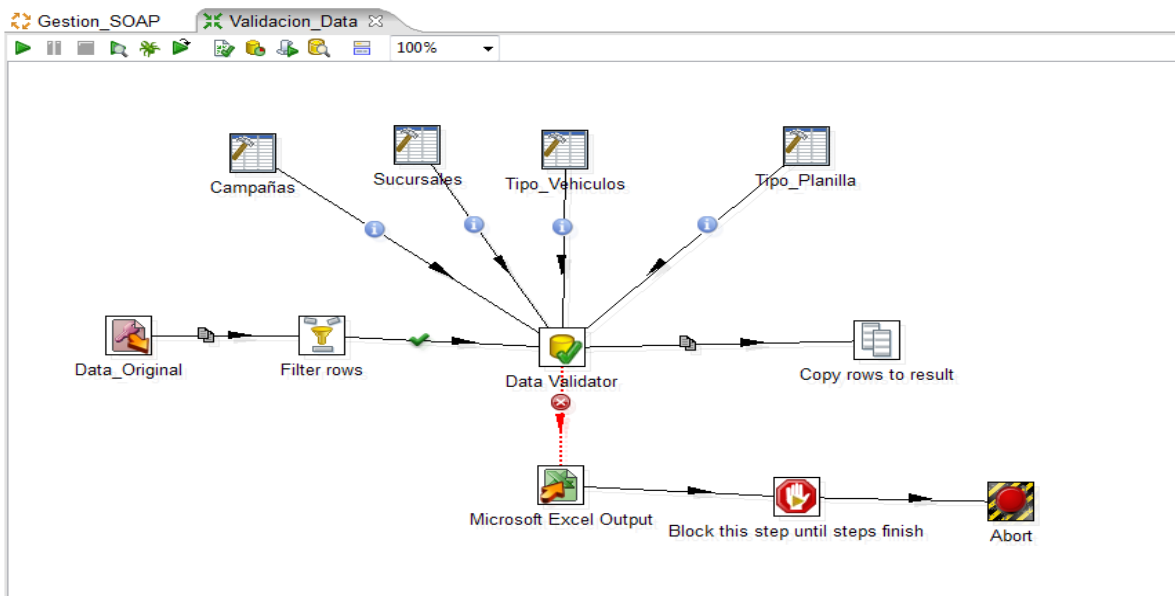 Gestion_SOAP
Validacion_Data
100%
Campañas
Sucursales
Tipo_Vehiculos
Tipo_Planilla
Data_Original
Filter rows
Data Validator
Copy rows to result
Microsoft Excel Output
Block this step until steps finish
Abort